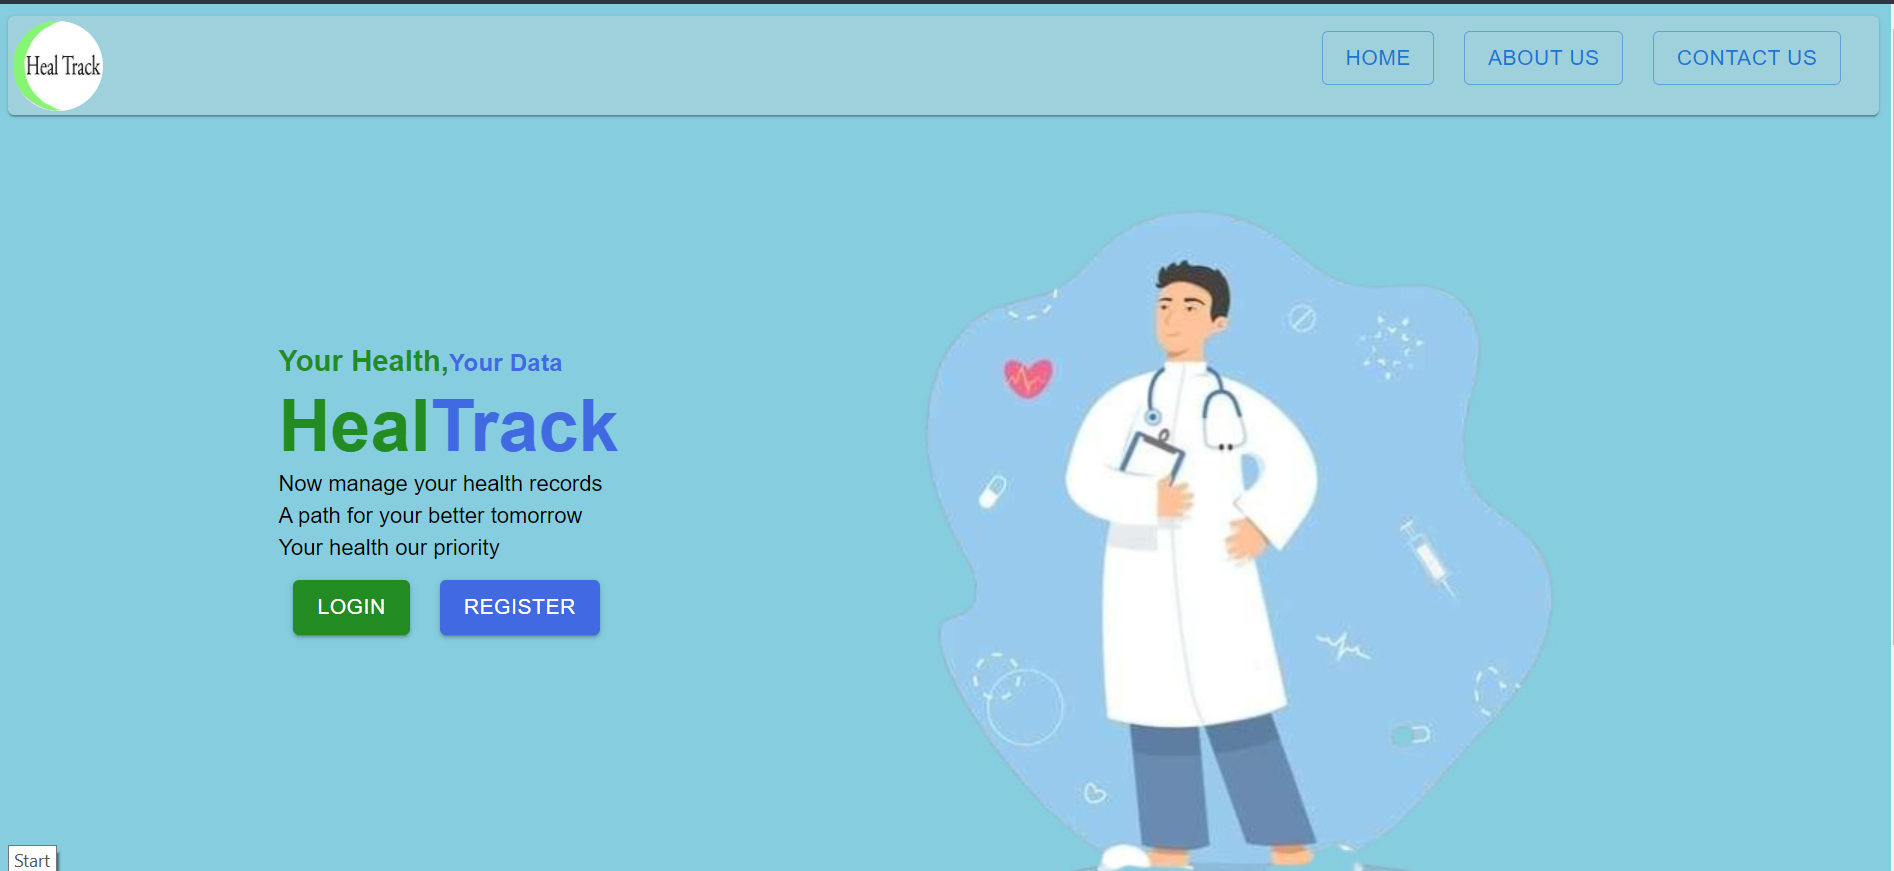 Heal Track
HOME
ABOUT US
CONTACT US
Your Health,Your Data
HealTrack
Now manage your health records
A path for your better tomorrow
Your health our priority
LOGIN
REGISTER
Start